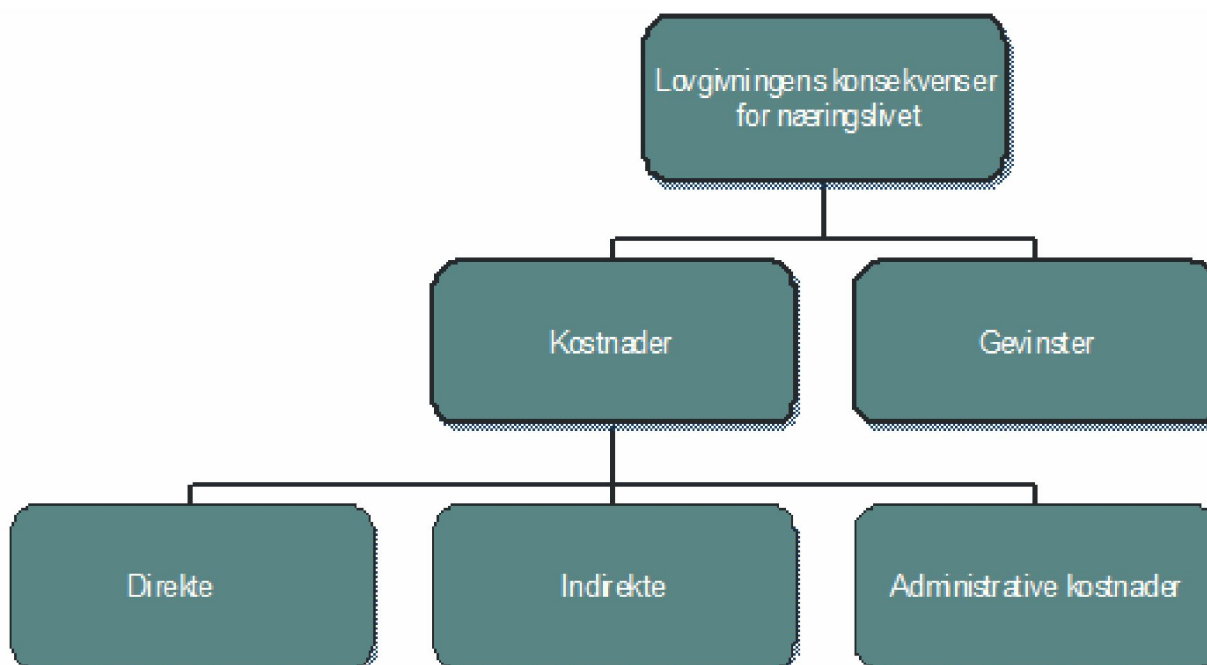 Lovgivningens konsekvenser
for næringslivet
Kostnader
Gevinster
Direkte
Indirekte
Administrative kostnader